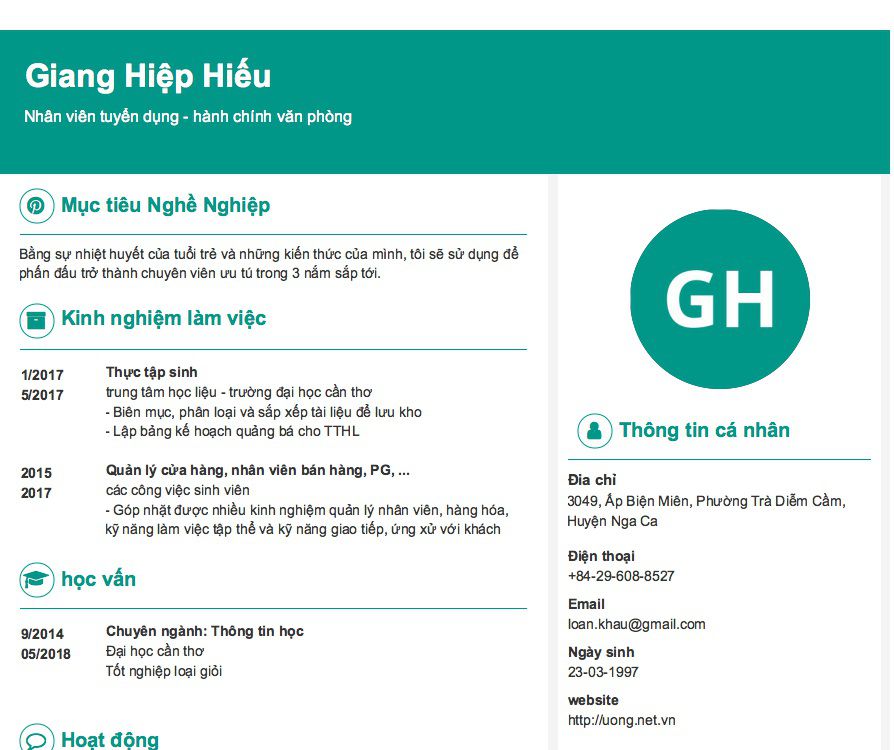 Giang Hiệp Hiếu
Nhân viên tuyển dụng - hành chính văn phòng
Mục tiêu Nghề Nghiệp
Bằng sự nhiệt huyết của tuổi trẻ và những kiến thức của mình, tôi sẽ sử dụng để
phấn đấu trở thành chuyên viên ưu tú trong 3 nắm sắp tới.
Kinh nghiệm làm việc
1/2017
5/2017
Thực tập sinh
trung tâm học liệu - trường đại học cần thơ
- Biên mục, phân loại và sắp xếp tài liệu để lưu kho
- Lập bảng kế hoạch quảng bá cho TTHL
2015
2017
Quản lý cửa hàng, nhân viên bán hàng, PG, ...
các công việc sinh viên
- Góp nhặt được nhiều kinh nghiệm quản lý nhân viên, hàng hóa,
kỹ năng làm việc tập thể và kỹ năng giao tiếp, ứng xử với khách
học vấn
9/2014
05/2018
Chuyên ngành: Thông tin học
Đại học cần thơ
Tốt nghiệp loại giỏi
Hoạt động
GH
Thông tin cá nhân
Đia chỉ
3049, Ấp Biện Miên, Phường Trà Diễm Cầm,
Huyện Nga Ca
Điện thoại
+84-29-608-8527
Email
loan.khau@gmail.com
Ngày sinh
23-03-1997
website
http://uong.net.vn